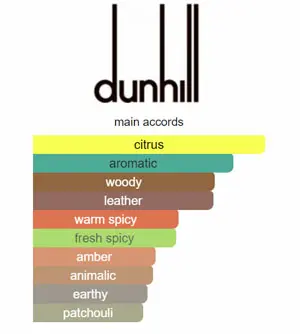 dunhill
main accords
citrus
aromatic
woody
leather
warm spicy
fresh spicy
amber
animalic
earthy
patchouli